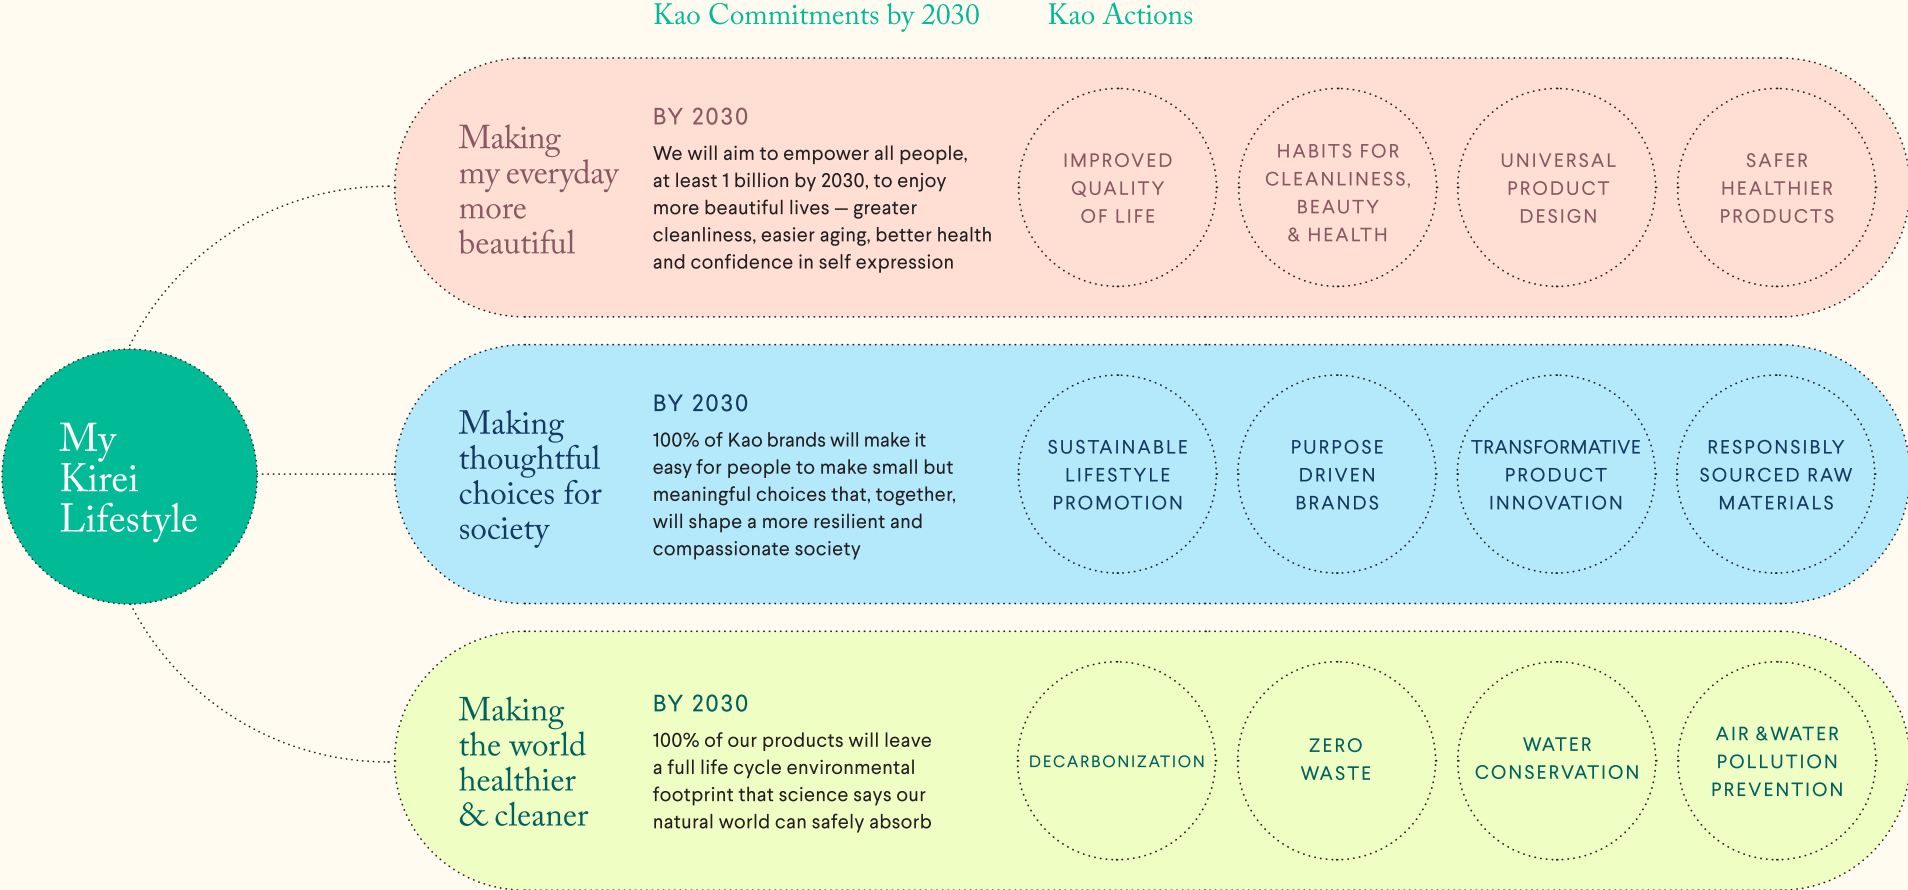 Kao Commitments by 2030
Kao Actions
My
Kirei
Lifestyle
Making
my everyday
more
beautiful
BY 2030
We will aim to empower all people,
at least 1 billion by 2030, to enjoy
more beautiful lives – greater
cleanliness, easier aging, better health
and confidence in self expression
IMPROVED
QUALITY
OF LIFE
HABITS FOR
CLEANLINESS,
BEAUTY
& HEALTH
UNIVERSAL
PRODUCT
DESIGN
SAFER
HEALTHIER
PRODUCTS
Making
thoughtful
choices for
society
BY 2030
100% of Kao brands will make it
easy for people to make small but
meaningful choices that, together,
will shape a more resilient and
compassionate society
SUSTAINABLE
LIFESTYLE
PROMOTION
PURPOSE
DRIVEN
BRANDS
TRANSFORMATIVE
PRODUCT
INNOVATION
RESPONSIBLY
SOURCED RAW
MATERIALS
Making
the world
healthier
& cleaner
BY 2030
100% of our products will leave
a full life cycle environmental
footprint that science says our
natural world can safely absorb
DECARBONIZATION
ZERO
WASTE
WATER
CONSERVATION
AIR &WATER
POLLUTION
PREVENTION